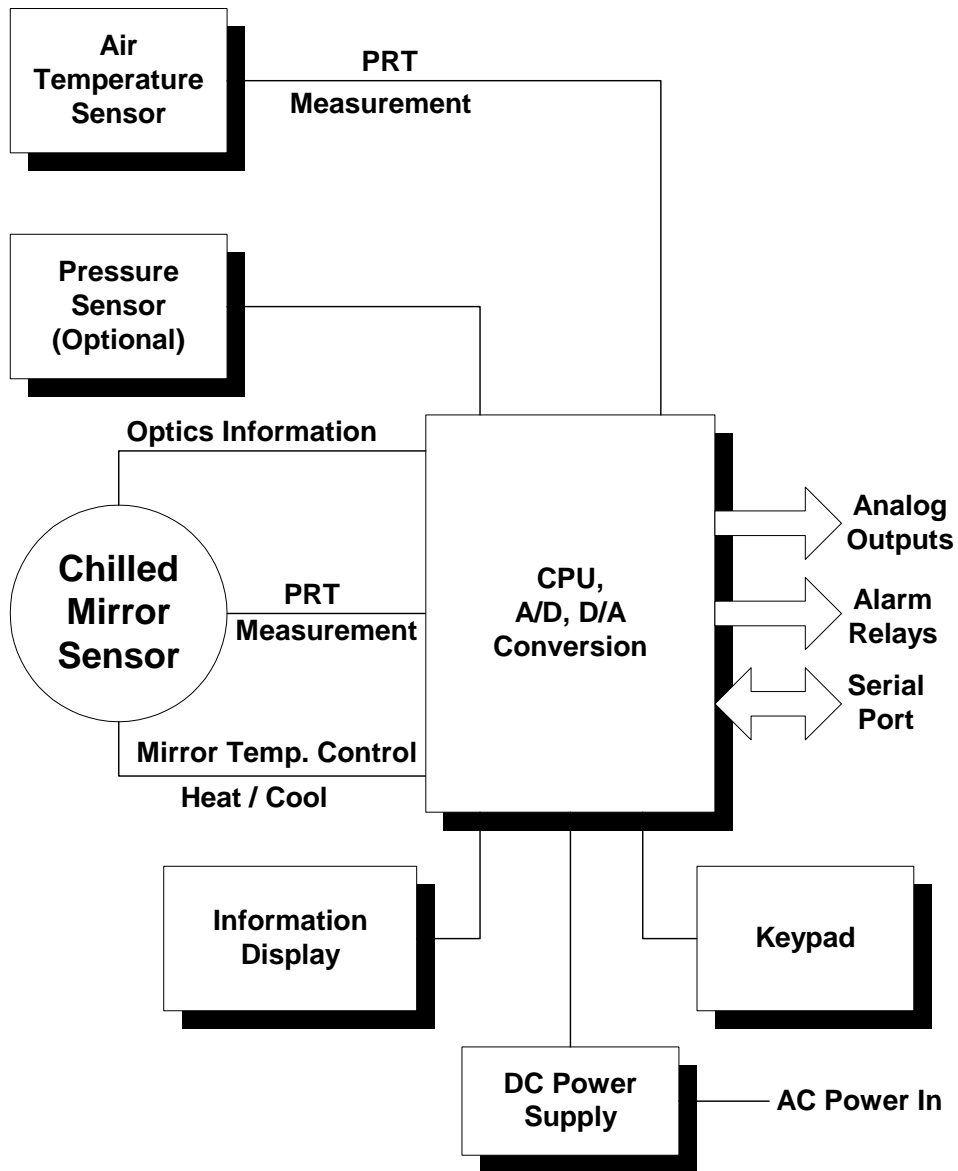 Air
Temperature
Sensor
PRT
Measurement
Pressure
Sensor
(Optional)
Optics Information
Chilled
Mirror
Sensor
PRT
Measurement
Mirror Temp. Control
Heat / Cool
CPU,
A/D, D/A
Conversion
Analog
Outputs
Alarm
Relays
Serial
Port
Information
Display
Keypad
DC Power
Supply
AC Power In